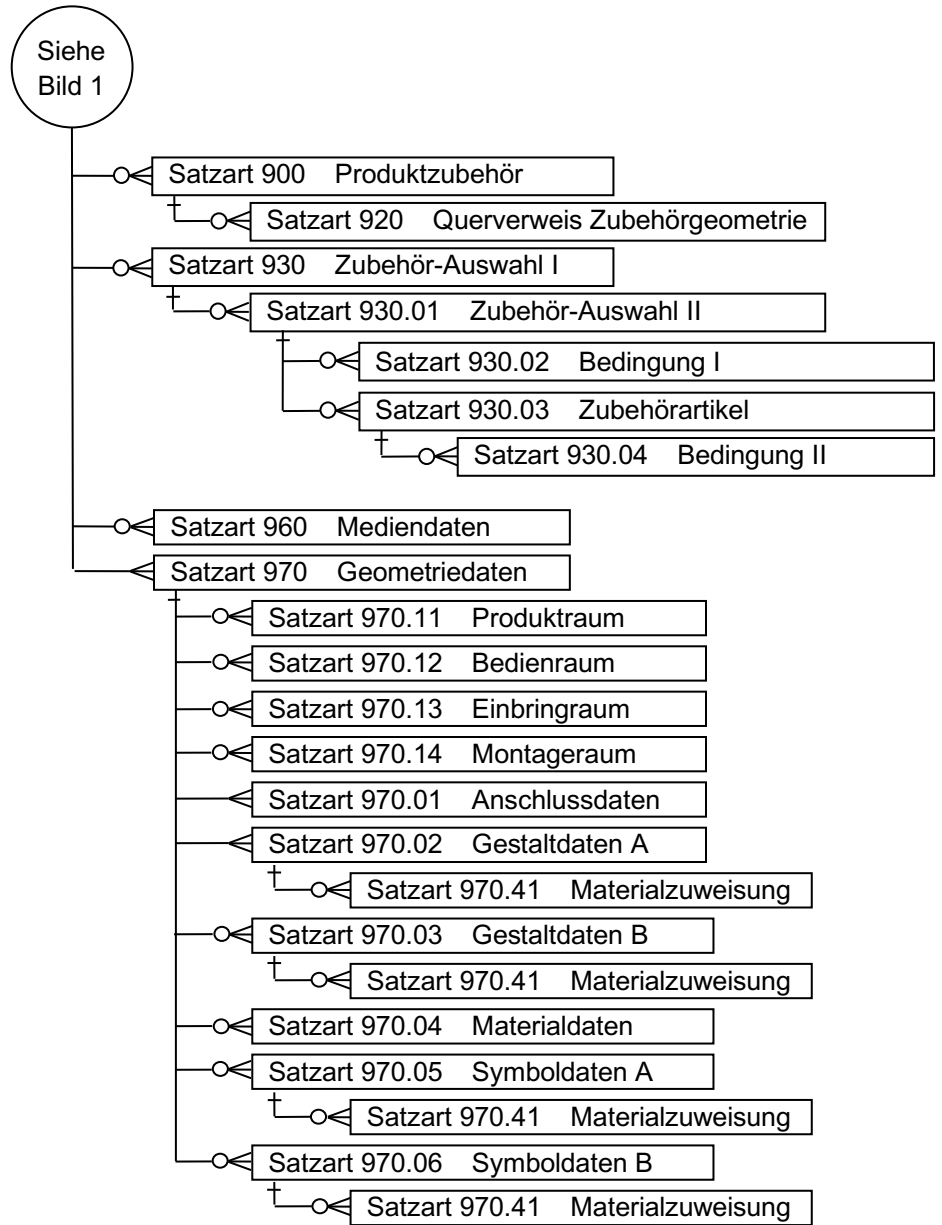 Siehe
Bild 1
Satzart 900 Produktzubehör
Satzart 920 Querverweis Zubehörgeometrie
Satzart 930 Zubehör-Auswahl I
Satzart 930.01 Zubehör-Auswahl II
Satzart 930.02 Bedingung I
Satzart 930.03 Zubehörartikel
Satzart 930.04 Bedingung II
Satzart 960 Mediendaten
Satzart 970 Geometriedaten
Satzart 970.11 Produktraum
Satzart 970.12 Bedienraum
Satzart 970.13 Einbringraum
Satzart 970.14 Montageraum
Satzart 970.01 Anschlussdaten
Satzart 970.02 Gestaltdaten A
Satzart 970.41 Materialzuweisung
Satzart 970.03 Gestaltdaten B
Satzart 970.41 Materialzuweisung
Satzart 970.04 Materialdaten
Satzart 970.05 Symboldaten A
Satzart 970.41 Materialzuweisung
Satzart 970.06 Symboldaten B
Satzart 970.41 Materialzuweisung